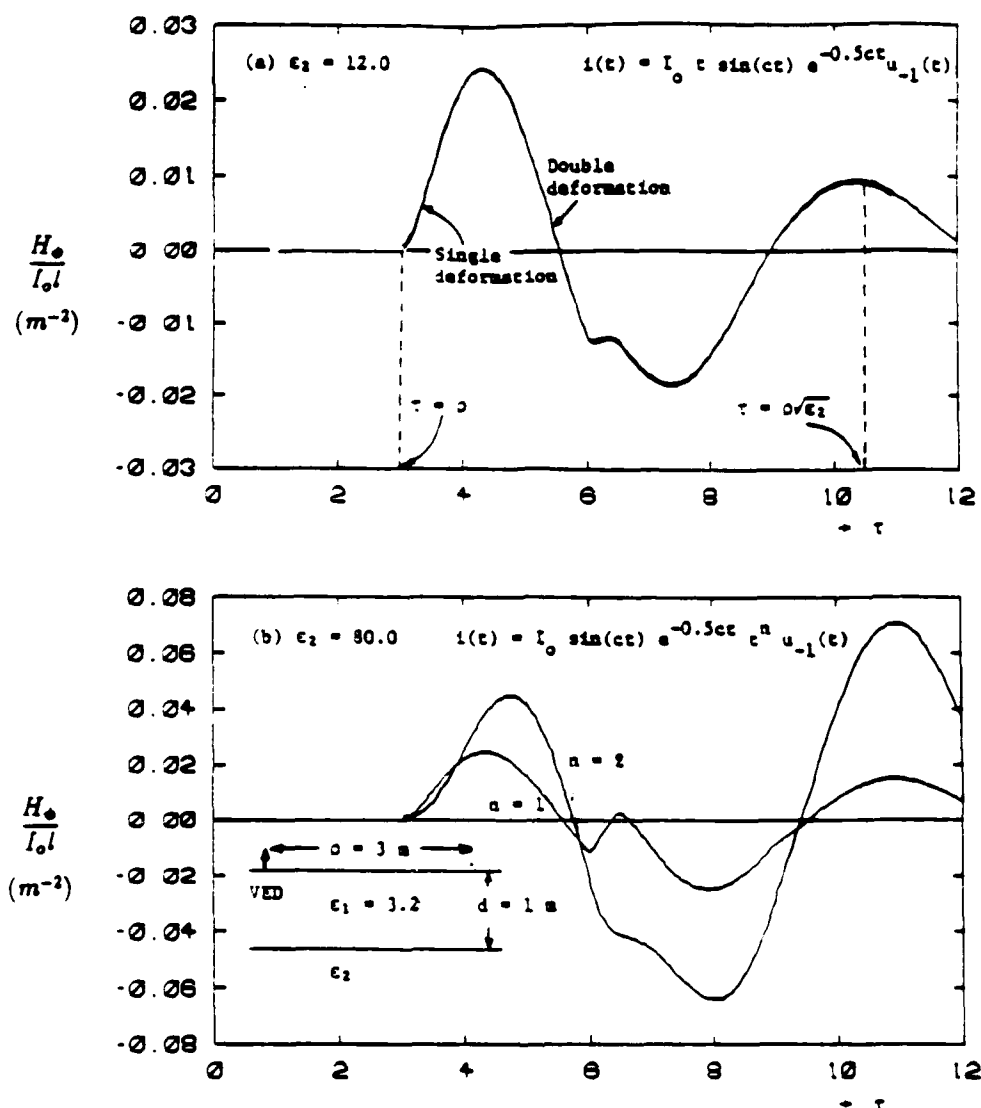 0.03
(a) ε₂ = 12.0 i(t) = I₀ t sin(ct) e^-0.5ct u₋₁(t)
0.02
Double
deformation
0.01
0.00
Single
deformation
H_Φ
I₀l
(m⁻²)
-0.01
-0.02
τ = ρ
τ = ρ√ε₂
-0.03
0 2 4 6 8 10 12
→ τ
0.08
(b) ε₂ = 80.0 i(t) = I₀ sin(ct) e^-0.5ct t^n u₋₁(t)
0.06
0.04
n = 2
0.02
n = 1
0.00
H_Φ
I₀l
(m⁻²)
ρ = 3 m
-0.02
VED
ε₁ = 3.2 d = 1 m
-0.04
ε₂
-0.06
-0.08
0 2 4 6 8 10 12
→ τ